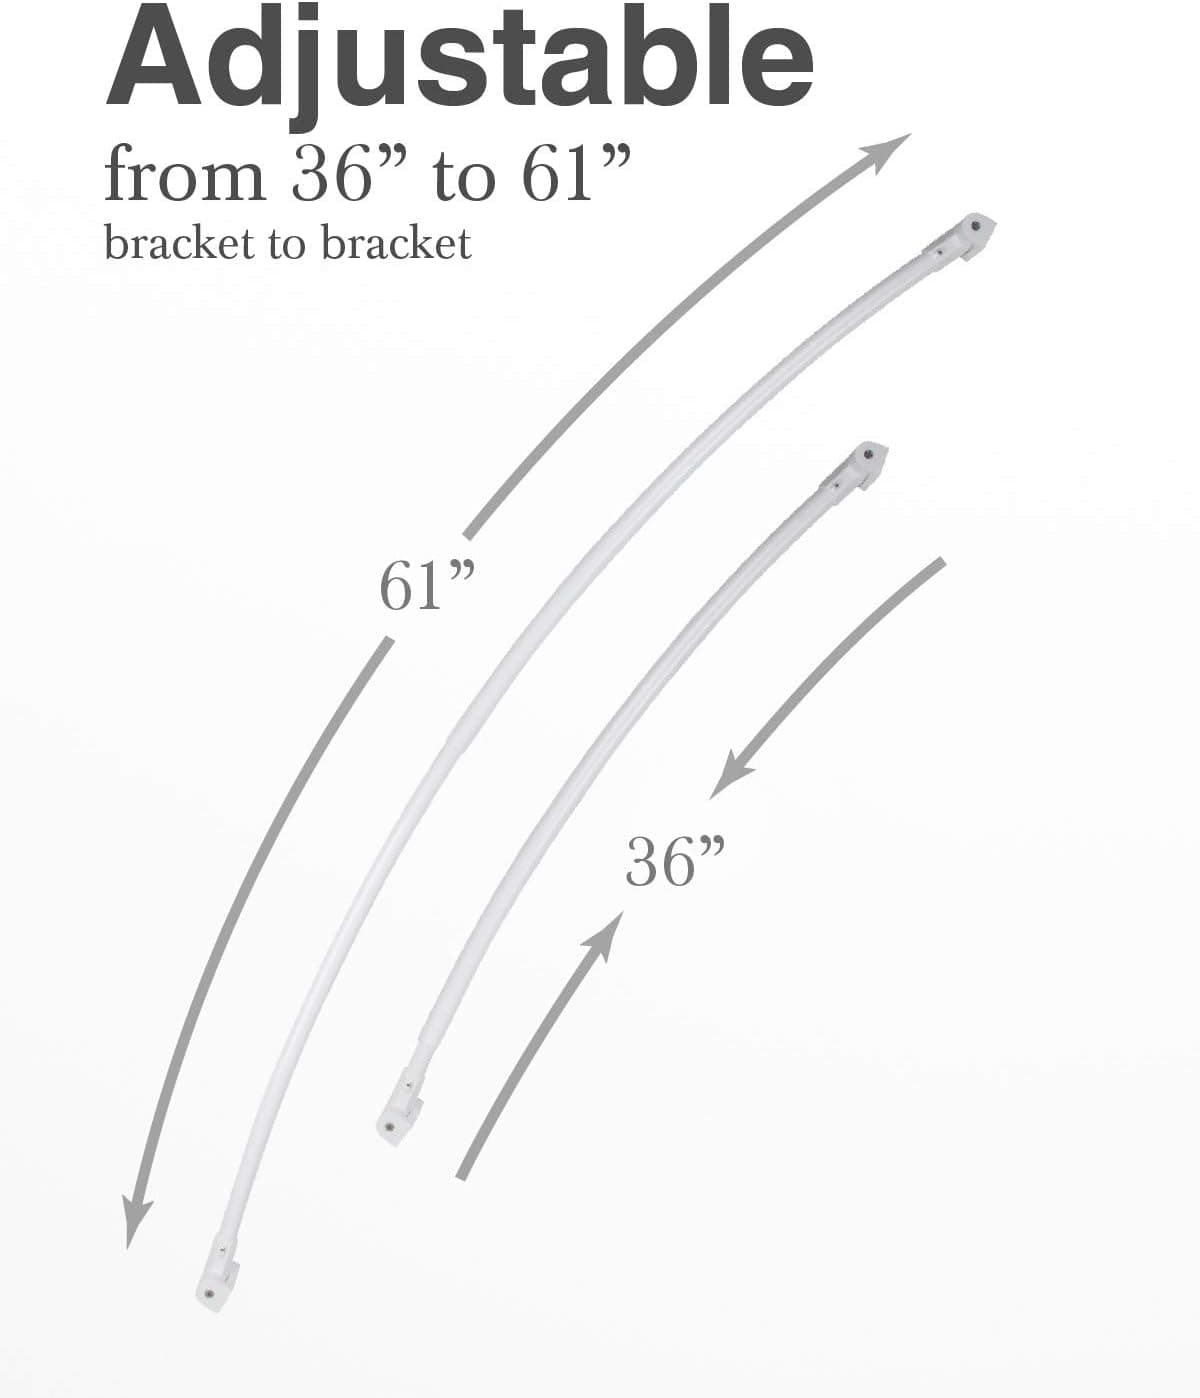 Adjustable
from 36” to 61”
bracket to bracket
61”
36”